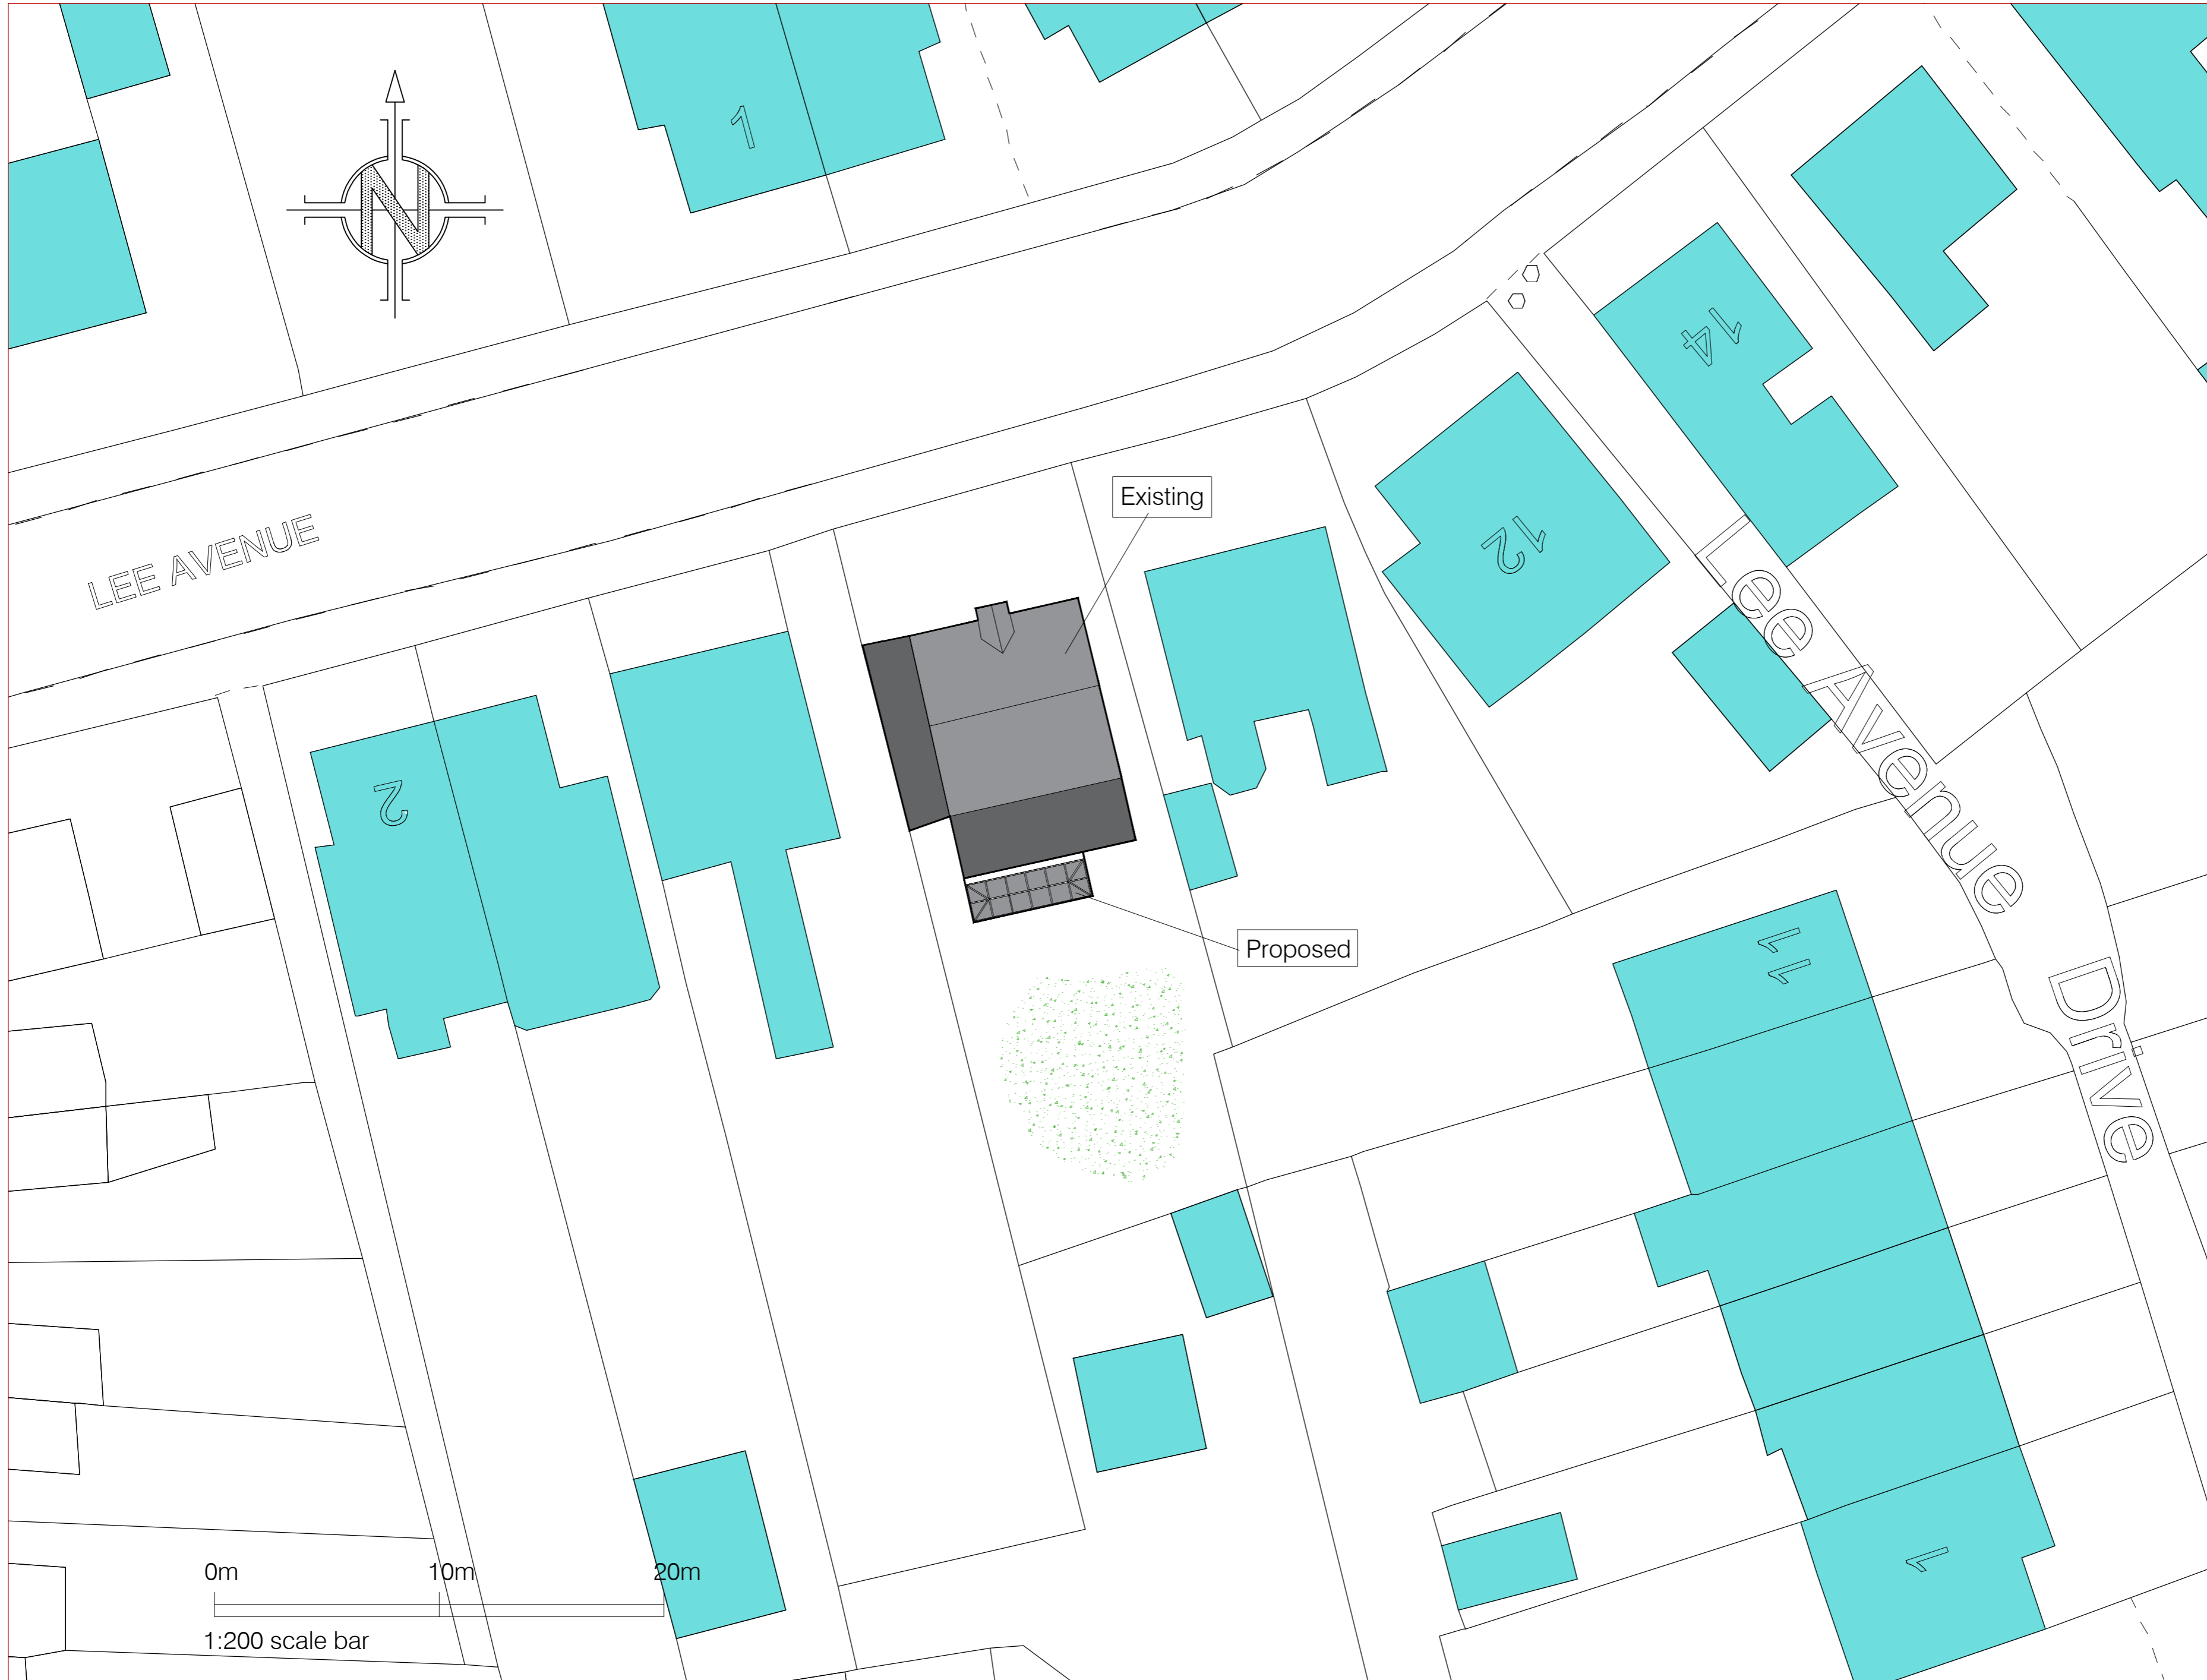 1
N
14
Existing
12
LEE AVENUE
2
Lee Avenue Drive
Proposed
11
1
0m 10m 20m
1:200 scale bar